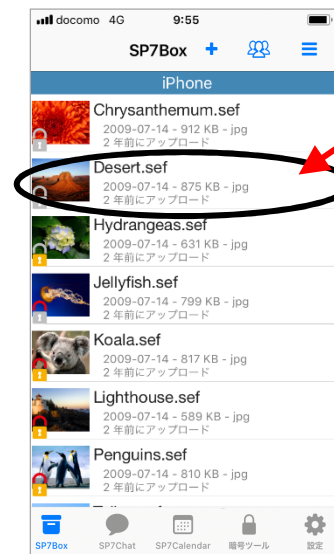 docomo 4G 9:55
SP7Box +
iPhone
Chrysanthemum.sef
2009-07-14 - 912 KB - jpg
2 年前にアップロード
Desert.sef
2009-07-14 - 875 KB - jpg
2 年前にアップロード
Hydrangeas.sef
2009-07-14 - 631 KB - jpg
2 年前にアップロード
Jellyfish.sef
2009-07-14 - 799 KB - jpg
2 年前にアップロード
Koala.sef
2009-07-14 - 817 KB - jpg
2 年前にアップロード
Lighthouse.sef
2009-07-14 - 589 KB - jpg
2 年前にアップロード
Penguins.sef
2009-07-14 - 810 KB - jpg
2 年前にアップロード
SP7Box SP7Chat SP7Calendar 暗号ツール 設定